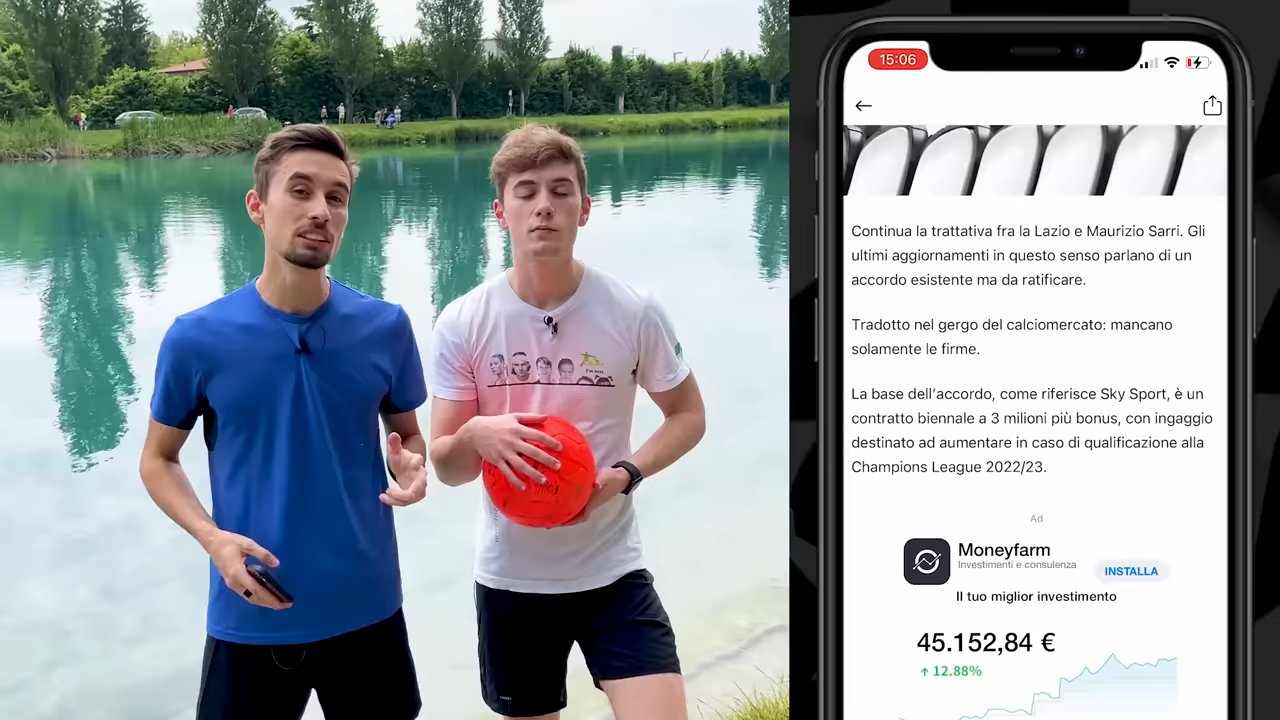 15:06
Continua la trattativa fra la Lazio e Maurizio Sarri. Gli
ultimi aggiornamenti in questo senso parlano di un
accordo esistente ma da ratificare.
Tradotto nel gergo del calciomercato: mancano
solamente le firme.
La base dell'accordo, come riferisce Sky Sport, è un
contratto biennale a 3 milioni più bonus, con ingaggio
destinato ad aumentare in caso di qualificazione alla
Champions League 2022/23.
Ad
Moneyfarm
Investimenti e consulenza
INSTALLA
Il tuo miglior investimento
45.152,84 €
↑ 12.88%